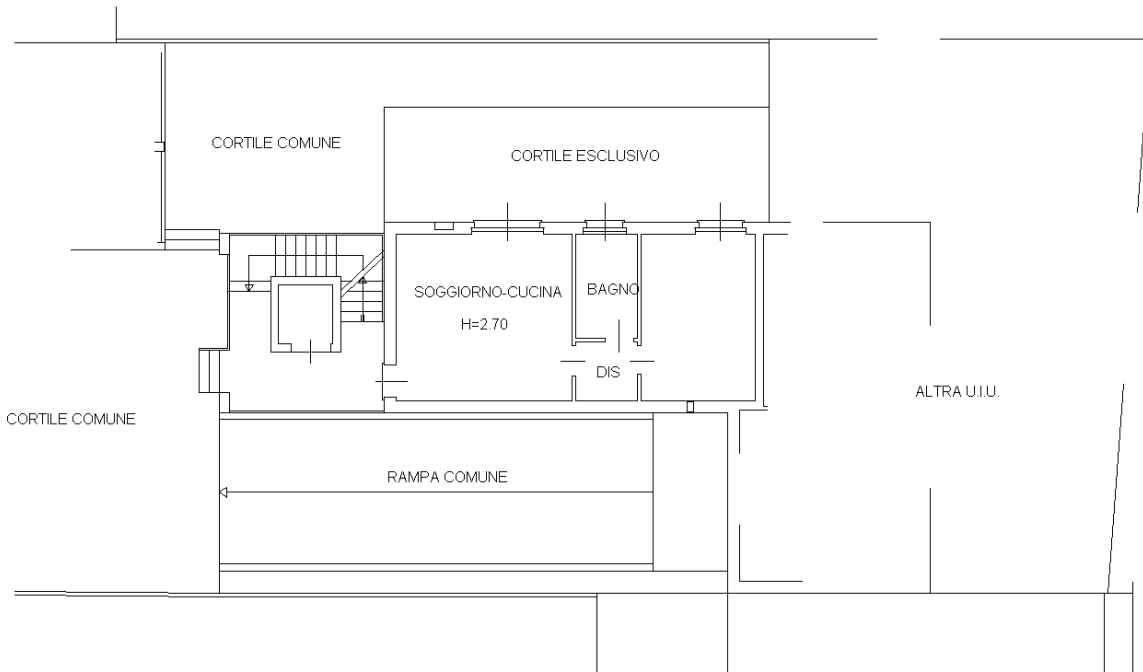 CORTILE COMUNE
CORTILE ESCLUSIVO
SOGGIORNO-CUCINA
H=2.70
BAGNO
DIS
ALTRA U.I.U.
CORTILE COMUNE
RAMPA COMUNE